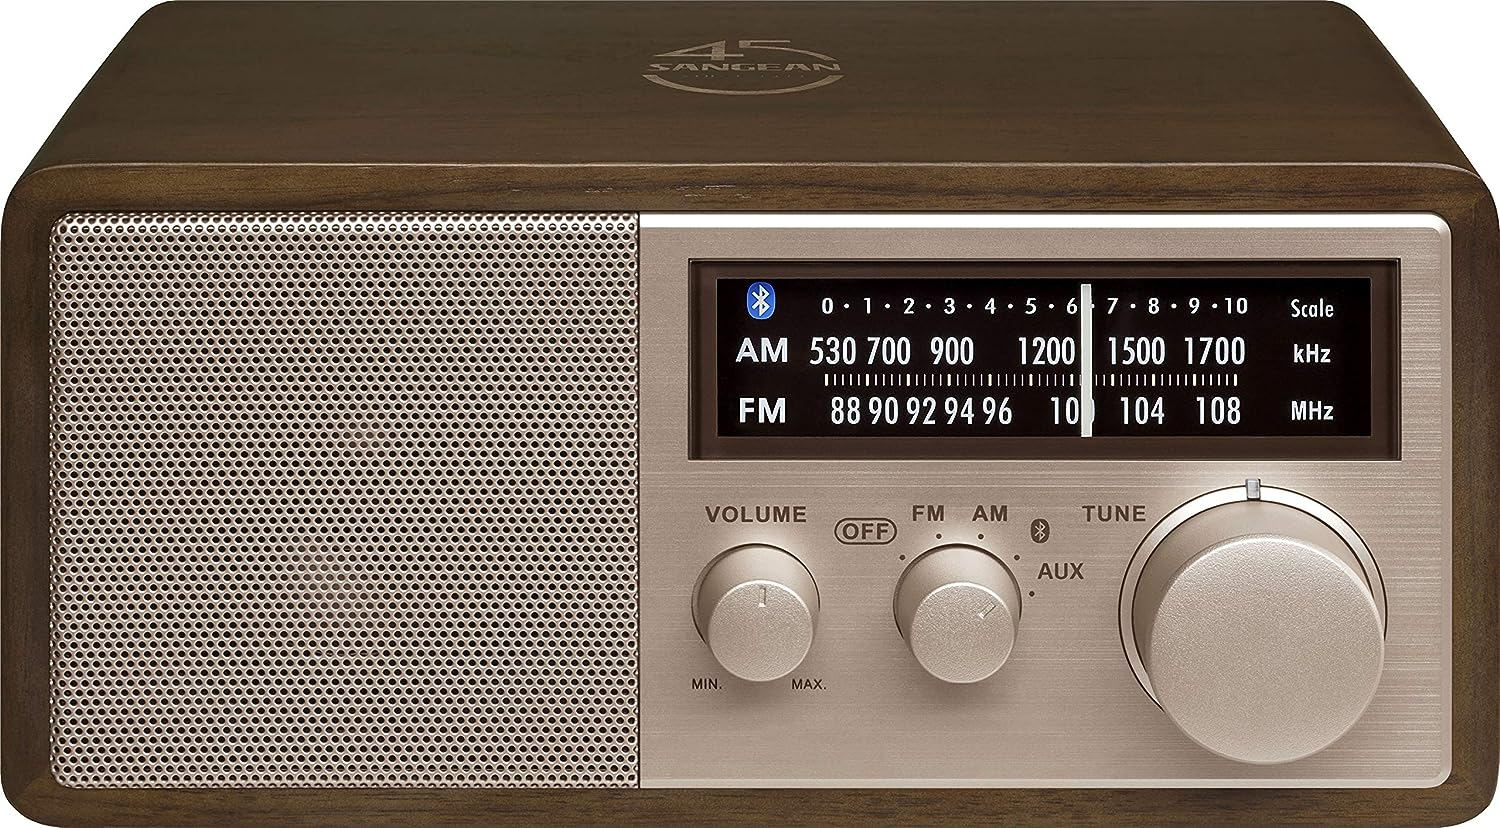 45
SANGEAN
0 · 1 · 2 · 3 · 4 · 5 · 6 · 7 · 8 · 9 · 10 Scale
AM 530 700 900 1200 1500 1700 kHz
FM 88 90 92 94 96 104 108 MHz
VOLUME OFF FM AM TUNE
AUX
MIN. MAX.